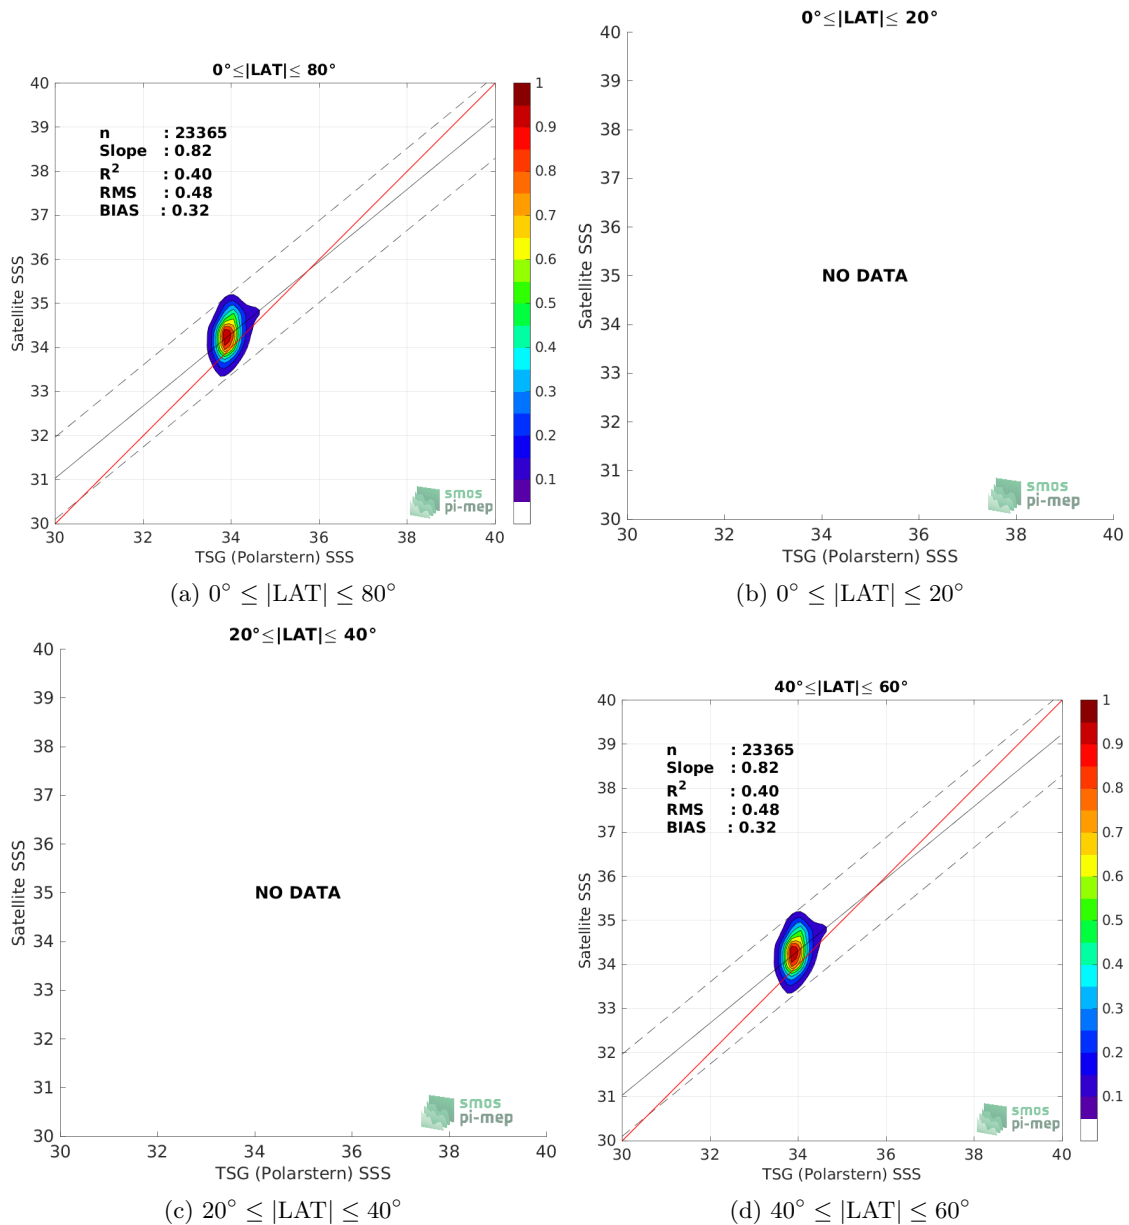 0°≤|LAT|≤ 80°
40
39
38
37
36
35
34
33
32
31
30
n : 23365
Slope : 0.82
R² : 0.40
RMS : 0.48
BIAS : 0.32
Satellite SSS
smos
pi-mep
30 32 34 36 38 40
TSG (Polarstern) SSS
1
0.9
0.8
0.7
0.6
0.5
0.4
0.3
0.2
0.1
(a) 0° ≤ |LAT| ≤ 80°
0°≤|LAT|≤ 20°
40
39
38
37
36
35
34
33
32
31
30
Satellite SSS
NO DATA
smos
pi-mep
30 32 34 36 38 40
TSG (Polarstern) SSS
(b) 0° ≤ |LAT| ≤ 20°
20°≤|LAT|≤ 40°
40
39
38
37
36
35
34
33
32
31
30
Satellite SSS
NO DATA
smos
pi-mep
30 32 34 36 38 40
TSG (Polarstern) SSS
(c) 20° ≤ |LAT| ≤ 40°
40°≤|LAT|≤ 60°
40
39
38
37
36
35
34
33
32
31
30
n : 23365
Slope : 0.82
R² : 0.40
RMS : 0.48
BIAS : 0.32
Satellite SSS
smos
pi-mep
30 32 34 36 38 40
TSG (Polarstern) SSS
1
0.9
0.8
0.7
0.6
0.5
0.4
0.3
0.2
0.1
(d) 40° ≤ |LAT| ≤ 60°